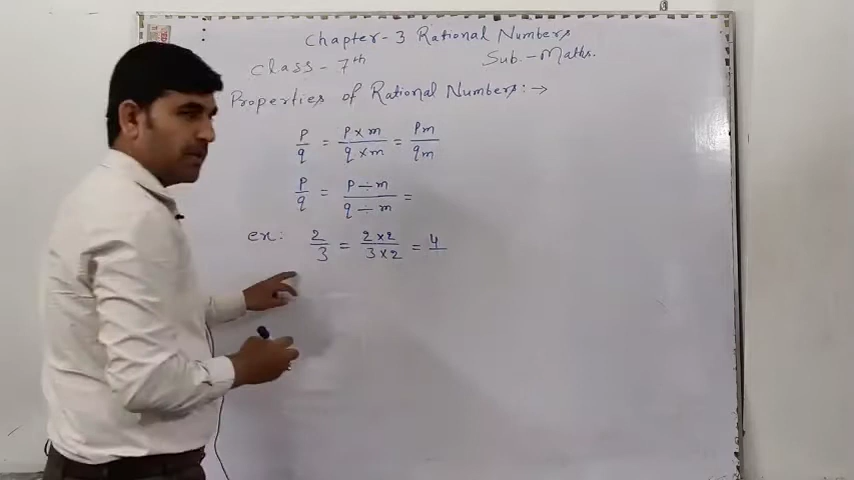 Chapter-3 Rational Numbers
Class-7th Sub.-Maths.
Properties of Rational Numbers:→
p/q = p×m/q×m = pm/qm
p/q = p÷m/q÷m =
ex: 2/3 = 2×2/3×2 = 4/